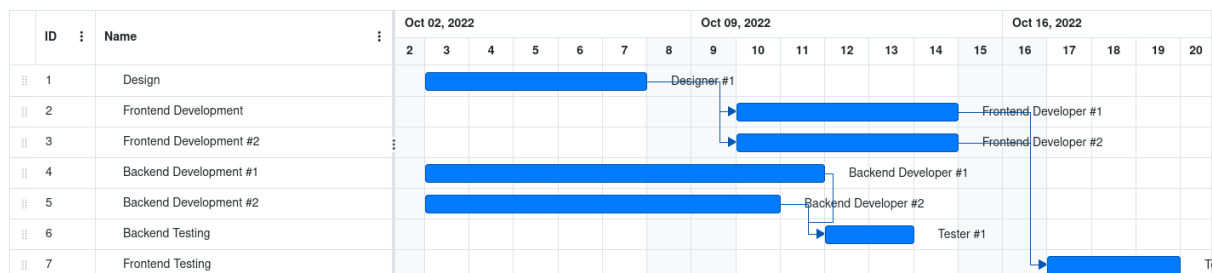 Oct 02, 2022 Oct 09, 2022 Oct 16, 2022
ID Name
2 3 4 5 6 7 8 9 10 11 12 13 14 15 16 17 18 19 20
1 Design Designer #1
2 Frontend Development Frontend Developer #1
3 Frontend Development #2 Frontend Developer #2
4 Backend Development #1 Backend Developer #1
5 Backend Development #2 Backend Developer #2
6 Backend Testing Tester #1
7 Frontend Testing